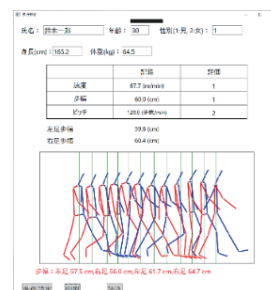 氏名： 鈴木一郎 年齢： 30 性別(1:男, 2:女)： 1
身長(cm)： 165.2 体重(kg)： 64.5
記録 評価
速度 67.7 (m/min) 1
歩幅 60.0 (cm) 1
ピッチ 120.0 (歩数/min) 2
左足歩幅 59.6 (cm)
右足歩幅 60.4 (cm)
歩幅：左足 57.5 cm,右足 56.0 cm,左足 61.7 cm,右足 64.7 cm